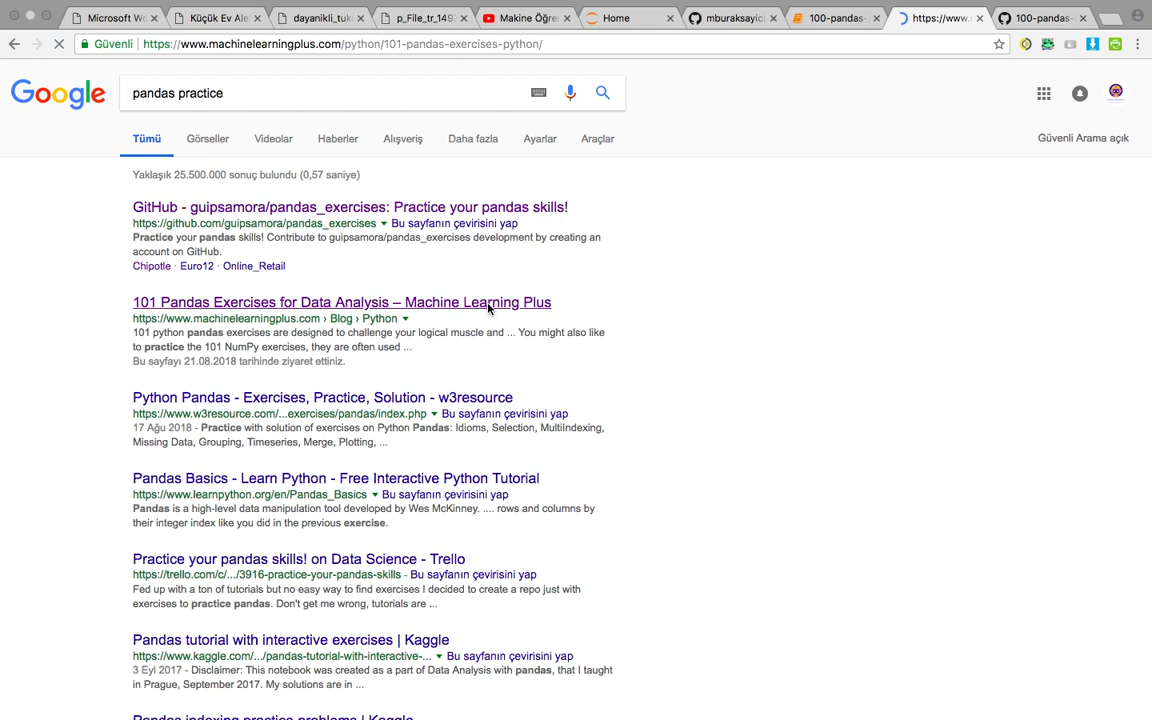 Microsoft Wo
Küçük Ev Ale
dayanikli_tuke
p_File_tr_1492
Makine Öğre
Home
mburaksayici
100-pandas-
https://www.
100-pandas-
Güvenli https://www.machinelearningplus.com/python/101-pandas-exercises-python/
Google
pandas practice
Tümü Görseller Videolar Haberler Alışveriş Daha fazla Ayarlar Araçlar Güvenli Arama açık
Yaklaşık 25.500.000 sonuç bulundu (0,57 saniye)
GitHub - guipsamora/pandas_exercises: Practice your pandas skills!
https://github.com/guipsamora/pandas_exercises Bu sayfanın çevirisini yap
Practice your pandas skills! Contribute to guipsamora/pandas_exercises development by creating an
account on GitHub.
Chipotle · Euro12 · Online_Retail
101 Pandas Exercises for Data Analysis – Machine Learning Plus
https://www.machinelearningplus.com › Blog › Python
101 python pandas exercises are designed to challenge your logical muscle and ... You might also like
to practice the 101 NumPy exercises, they are often used ...
Bu sayfayı 21.08.2018 tarihinde ziyaret ettiniz.
Python Pandas - Exercises, Practice, Solution - w3resource
https://www.w3resource.com/...exercises/pandas/index.php Bu sayfanın çevirisini yap
17 Ağu 2018 - Practice with solution of exercises on Python Pandas: Idioms, Selection, MultiIndexing,
Missing Data, Grouping, Timeseries, Merge, Plotting, ...
Pandas Basics - Learn Python - Free Interactive Python Tutorial
https://www.learnpython.org/en/Pandas_Basics Bu sayfanın çevirisini yap
Pandas is a high-level data manipulation tool developed by Wes McKinney. .... rows and columns by
their integer index like you did in the previous exercise.
Practice your pandas skills! on Data Science - Trello
https://trello.com/c/.../3916-practice-your-pandas-skills - Bu sayfanın çevirisini yap
Fed up with a ton of tutorials but no easy way to find exercises I decided to create a repo just with
exercises to practice pandas. Don't get me wrong, tutorials are ...
Pandas tutorial with interactive exercises | Kaggle
https://www.kaggle.com/.../pandas-tutorial-with-interactive-... Bu sayfanın çevirisini yap
3 Eyl 2017 - Disclaimer: This notebook was created as a part of Data Analysis with pandas, that I taught
in Prague, September 2017. My solutions are in ...
Pandas indexing practice problems | Kaggle